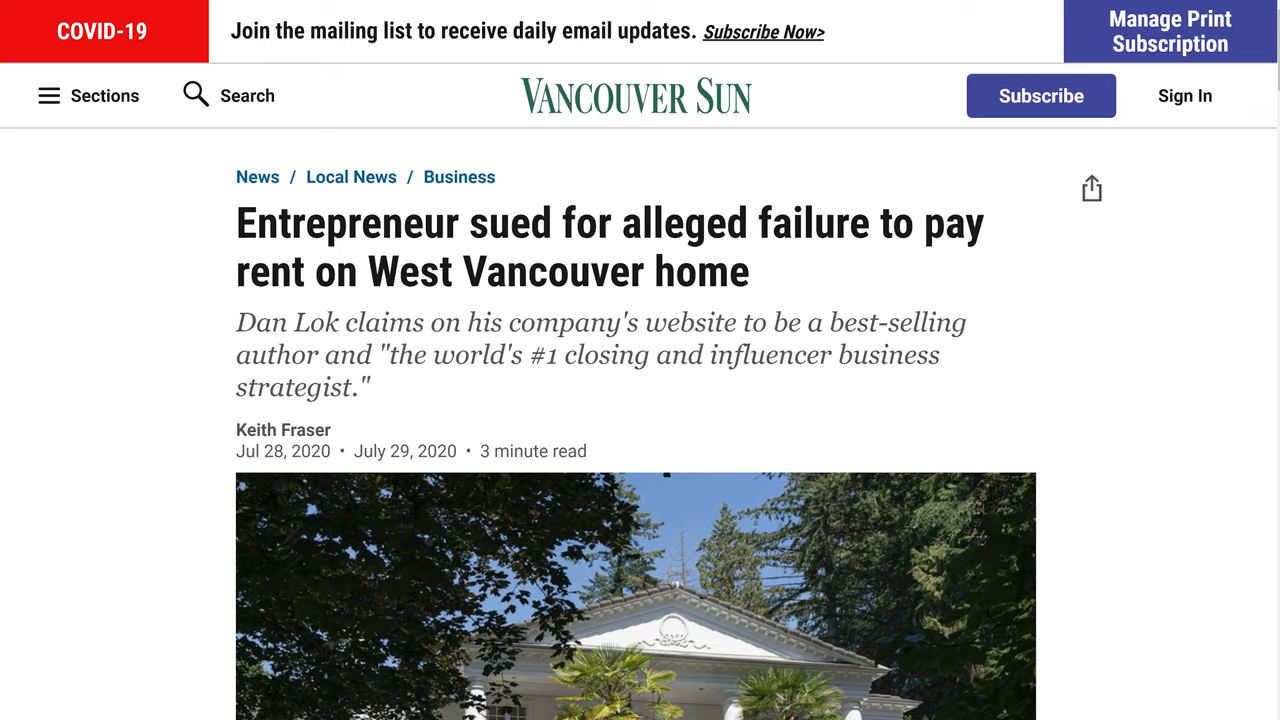 COVID-19
Join the mailing list to receive daily email updates. Subscribe Now>
Manage Print
Subscription
Sections
Search
VANCOUVER SUN
Subscribe
Sign In
News / Local News / Business
Entrepreneur sued for alleged failure to pay
rent on West Vancouver home
Dan Lok claims on his company's website to be a best-selling
author and "the world's #1 closing and influencer business
strategist."
Keith Fraser
Jul 28, 2020 • July 29, 2020 • 3 minute read